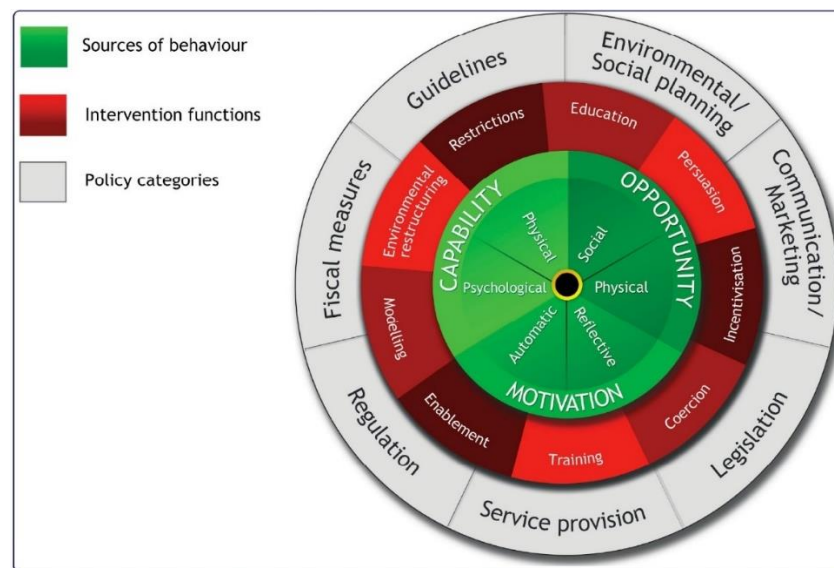 Sources of behaviour
Intervention functions
Policy categories
Guidelines
Environmental/
Social planning
Communication/
Marketing
Legislation
Service provision
Regulation
Fiscal measures
Restrictions
Education
Persuasion
Incentivisation
Coercion
Training
Enablement
Modelling
Environmental
restructuring
CAPABILITY
OPPORTUNITY
MOTIVATION
Physical
Social
Psychological
Physical
Automatic
Reflective